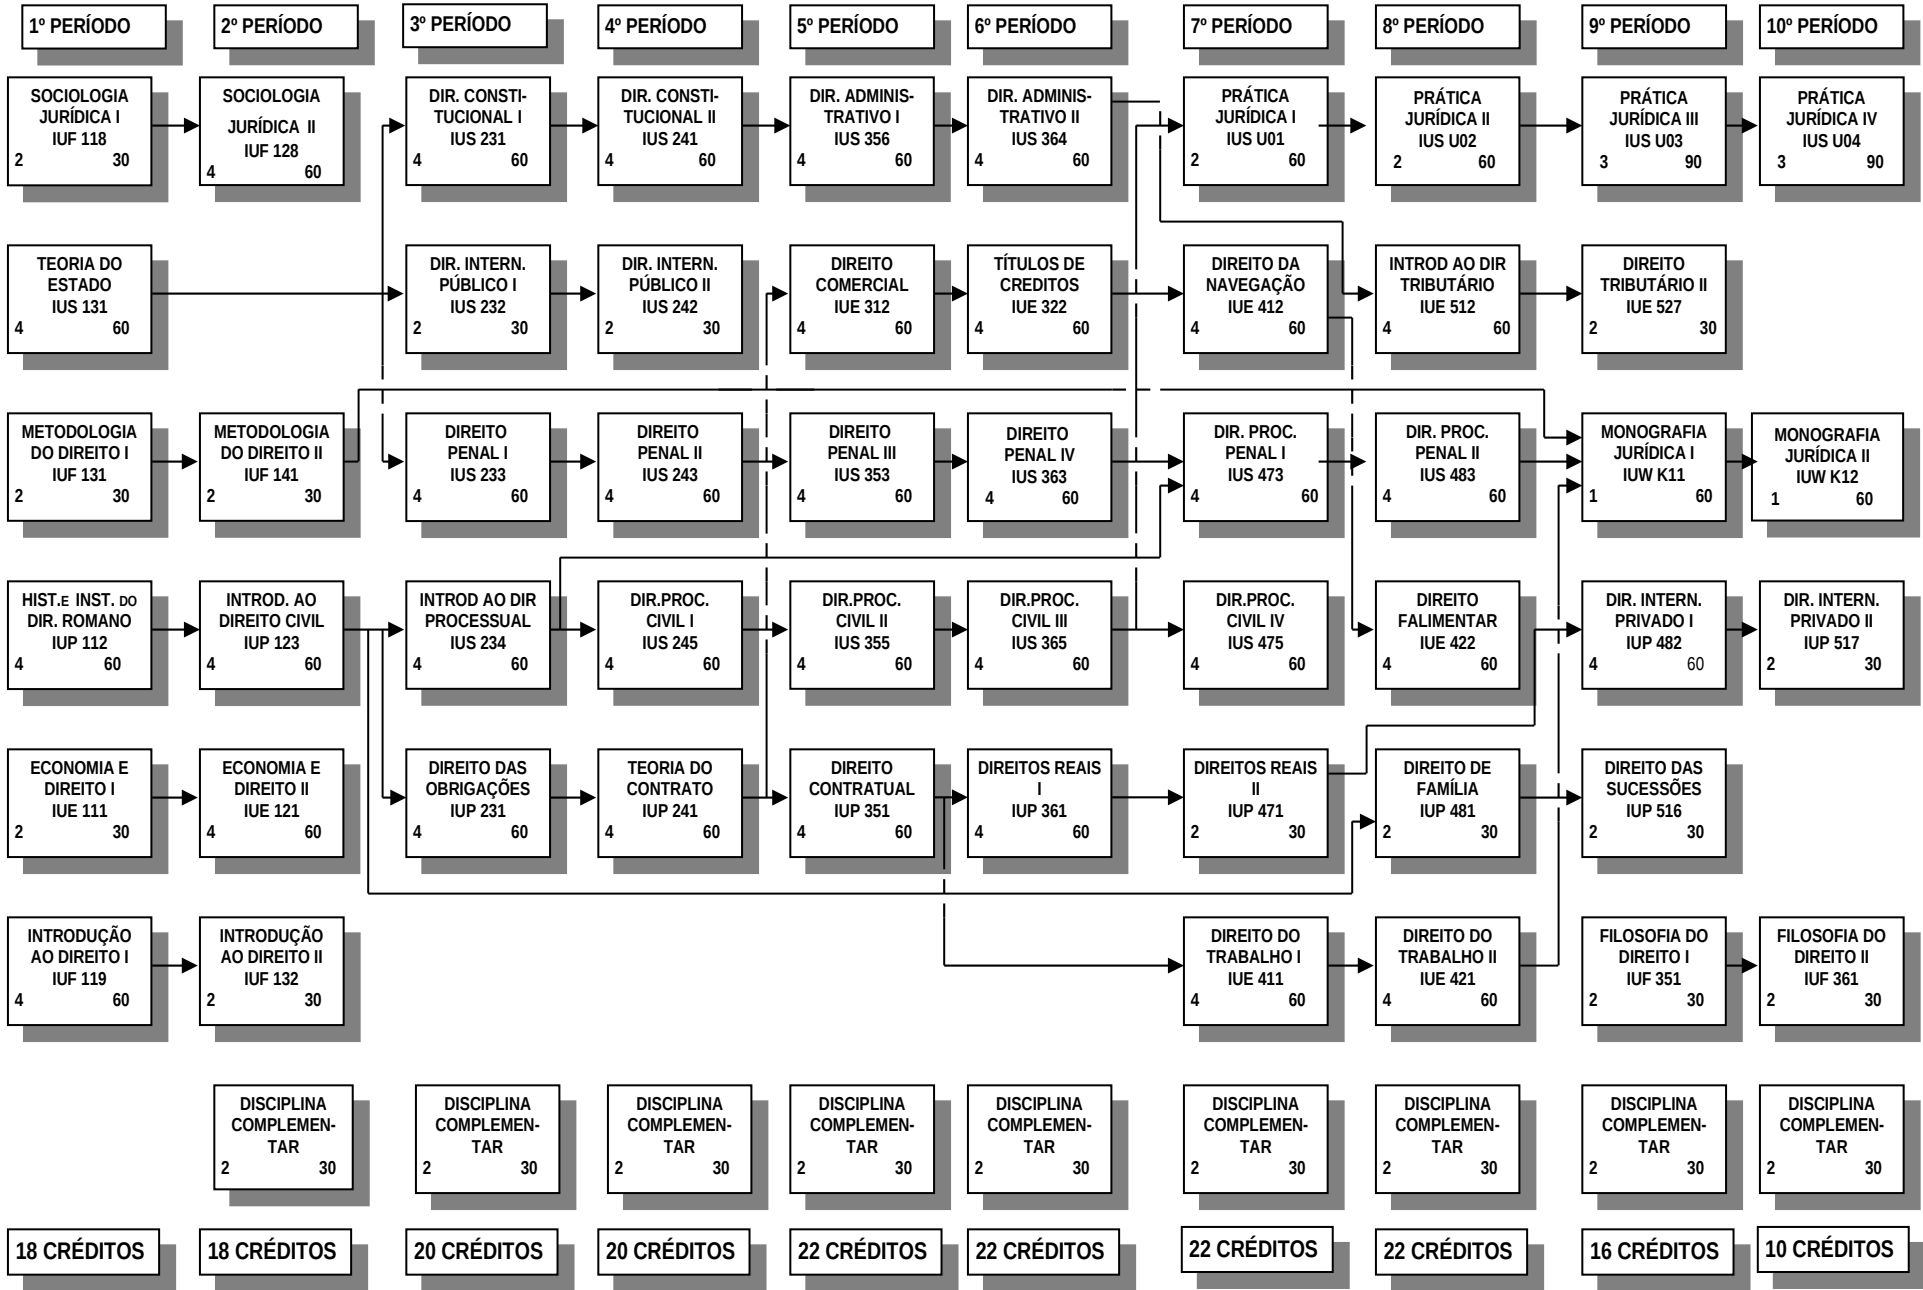 1º PERÍODO
2º PERÍODO
3º PERÍODO
4º PERÍODO
5º PERÍODO
6º PERÍODO
7º PERÍODO
8º PERÍODO
9º PERÍODO
10º PERÍODO
SOCIOLOGIA
JURÍDICA I
IUF 118
2 30
SOCIOLOGIA
JURÍDICA II
IUF 128
4 60
DIR. CONSTI-
TUCIONAL I
IUS 231
4 60
DIR. CONSTI-
TUCIONAL II
IUS 241
4 60
DIR. ADMINIS-
TRATIVO I
IUS 356
4 60
DIR. ADMINIS-
TRATIVO II
IUS 364
4 60
PRÁTICA
JURÍDICA I
IUS U01
2 60
PRÁTICA
JURÍDICA II
IUS U02
2 60
PRÁTICA
JURÍDICA III
IUS U03
3 90
PRÁTICA
JURÍDICA IV
IUS U04
3 90
TEORIA DO
ESTADO
IUS 131
4 60
DIR. INTERN.
PÚBLICO I
IUS 232
2 30
DIR. INTERN.
PÚBLICO II
IUS 242
2 30
DIREITO
COMERCIAL
IUE 312
4 60
TÍTULOS DE
CREDITOS
IUE 322
4 60
DIREITO DA
NAVEGAÇÃO
IUE 412
4 60
INTROD AO DIR
TRIBUTÁRIO
IUE 512
4 60
DIREITO
TRIBUTÁRIO II
IUE 527
2 30
METODOLOGIA
DO DIREITO I
IUF 131
2 30
METODOLOGIA
DO DIREITO II
IUF 141
2 30
DIREITO
PENAL I
IUS 233
4 60
DIREITO
PENAL II
IUS 243
4 60
DIREITO
PENAL III
IUS 353
4 60
DIREITO
PENAL IV
IUS 363
4 60
DIR. PROC.
PENAL I
IUS 473
4 60
DIR. PROC.
PENAL II
IUS 483
4 60
MONOGRAFIA
JURÍDICA I
IUW K11
1 60
MONOGRAFIA
JURÍDICA II
IUW K12
1 60
HIST.E INST. DO
DIR. ROMANO
IUP 112
4 60
INTROD. AO
DIREITO CIVIL
IUP 123
4 60
INTROD AO DIR
PROCESSUAL
IUS 234
4 60
DIR.PROC.
CIVIL I
IUS 245
4 60
DIR.PROC.
CIVIL II
IUS 355
4 60
DIR.PROC.
CIVIL III
IUS 365
4 60
DIR.PROC.
CIVIL IV
IUS 475
4 60
DIREITO
FALIMENTAR
IUE 422
4 60
DIR. INTERN.
PRIVADO I
IUP 482
4 60
DIR. INTERN.
PRIVADO II
IUP 517
2 30
ECONOMIA E
DIREITO I
IUE 111
2 30
ECONOMIA E
DIREITO II
IUE 121
4 60
DIREITO DAS
OBRIGAÇÕES
IUP 231
4 60
TEORIA DO
CONTRATO
IUP 241
4 60
DIREITO
CONTRATUAL
IUP 351
4 60
DIREITOS REAIS
I
IUP 361
4 60
DIREITOS REAIS
II
IUP 471
2 30
DIREITO DE
FAMÍLIA
IUP 481
2 30
DIREITO DAS
SUCESSÕES
IUP 516
2 30
INTRODUÇÃO
AO DIREITO I
IUF 119
4 60
INTRODUÇÃO
AO DIREITO II
IUF 132
2 30
DIREITO DO
TRABALHO I
IUE 411
4 60
DIREITO DO
TRABALHO II
IUE 421
4 60
FILOSOFIA DO
DIREITO I
IUF 351
2 30
FILOSOFIA DO
DIREITO II
IUF 361
2 30
DISCIPLINA
COMPLEMEN-
TAR
2 30
DISCIPLINA
COMPLEMEN-
TAR
2 30
DISCIPLINA
COMPLEMEN-
TAR
2 30
DISCIPLINA
COMPLEMEN-
TAR
2 30
DISCIPLINA
COMPLEMEN-
TAR
2 30
DISCIPLINA
COMPLEMEN-
TAR
2 30
DISCIPLINA
COMPLEMEN-
TAR
2 30
DISCIPLINA
COMPLEMEN-
TAR
2 30
DISCIPLINA
COMPLEMEN-
TAR
2 30
18 CRÉDITOS
18 CRÉDITOS
20 CRÉDITOS
20 CRÉDITOS
22 CRÉDITOS
22 CRÉDITOS
22 CRÉDITOS
22 CRÉDITOS
16 CRÉDITOS
10 CRÉDITOS